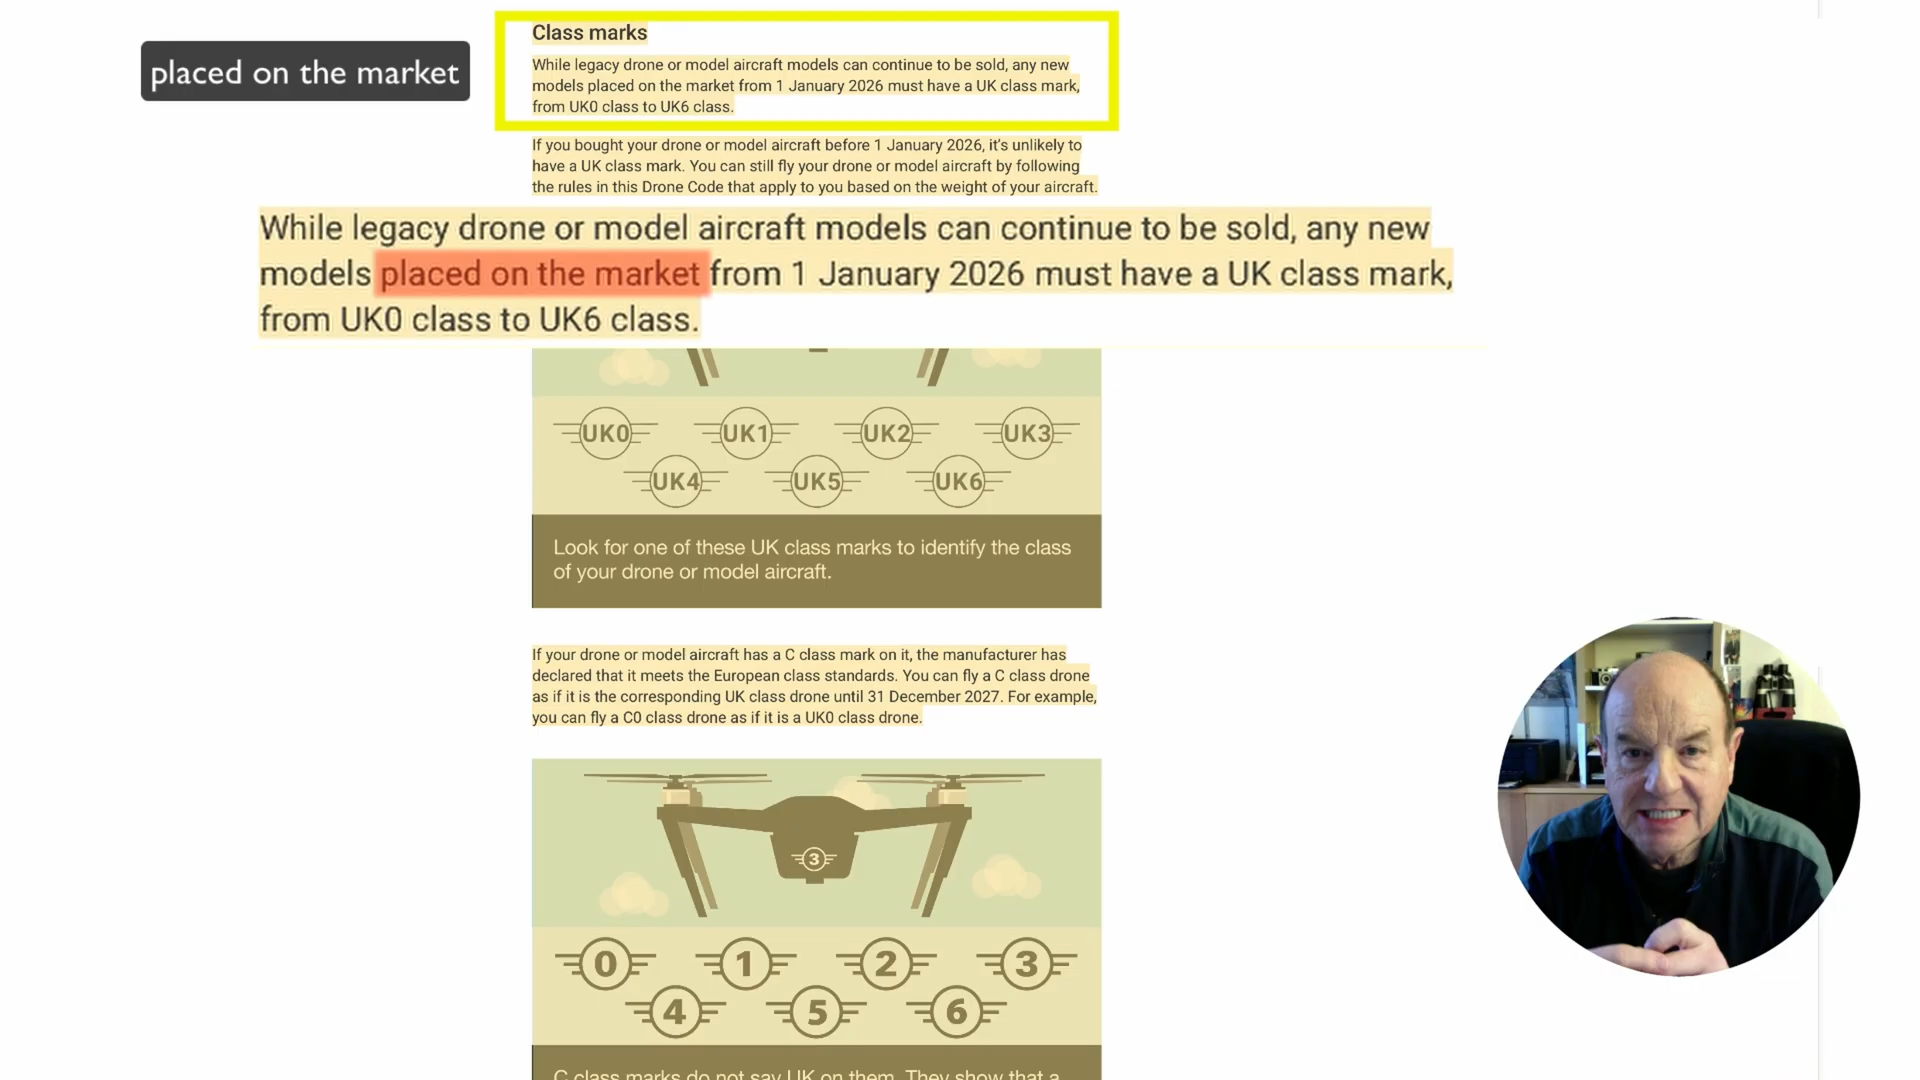 placed on the market
Class marks
While legacy drone or model aircraft models can continue to be sold, any new
models placed on the market from 1 January 2026 must have a UK class mark,
from UK0 class to UK6 class.
If you bought your drone or model aircraft before 1 January 2026, it's unlikely to
have a UK class mark. You can still fly your drone or model aircraft by following
the rules in this Drone Code that apply to you based on the weight of your aircraft.
While legacy drone or model aircraft models can continue to be sold, any new
models placed on the market from 1 January 2026 must have a UK class mark,
from UK0 class to UK6 class.
UK0 UK1 UK2 UK3
UK4 UK5 UK6
Look for one of these UK class marks to identify the class
of your drone or model aircraft.
If your drone or model aircraft has a C class mark on it, the manufacturer has
declared that it meets the European class standards. You can fly a C class drone
as if it is the corresponding UK class drone until 31 December 2027. For example,
you can fly a C0 class drone as if it is a UK0 class drone.
3
0 1 2 3
4 5 6
C class marks do not say UK on them. They show that a